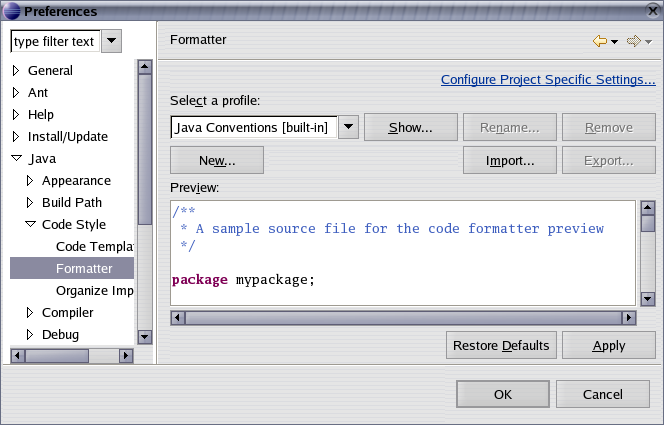 Preferences
type filter text
General
Ant
Help
Install/Update
Java
Appearance
Build Path
Code Style
Code Templa
Formatter
Organize Imp
Compiler
Debug
Formatter
Configure Project Specific Settings...
Select a profile:
Java Conventions [built-in]
Show...
Rename...
Remove
New...
Import...
Export...
Preview:
/**
* A sample source file for the code formatter preview
*/
package mypackage;
Restore Defaults
Apply
OK
Cancel